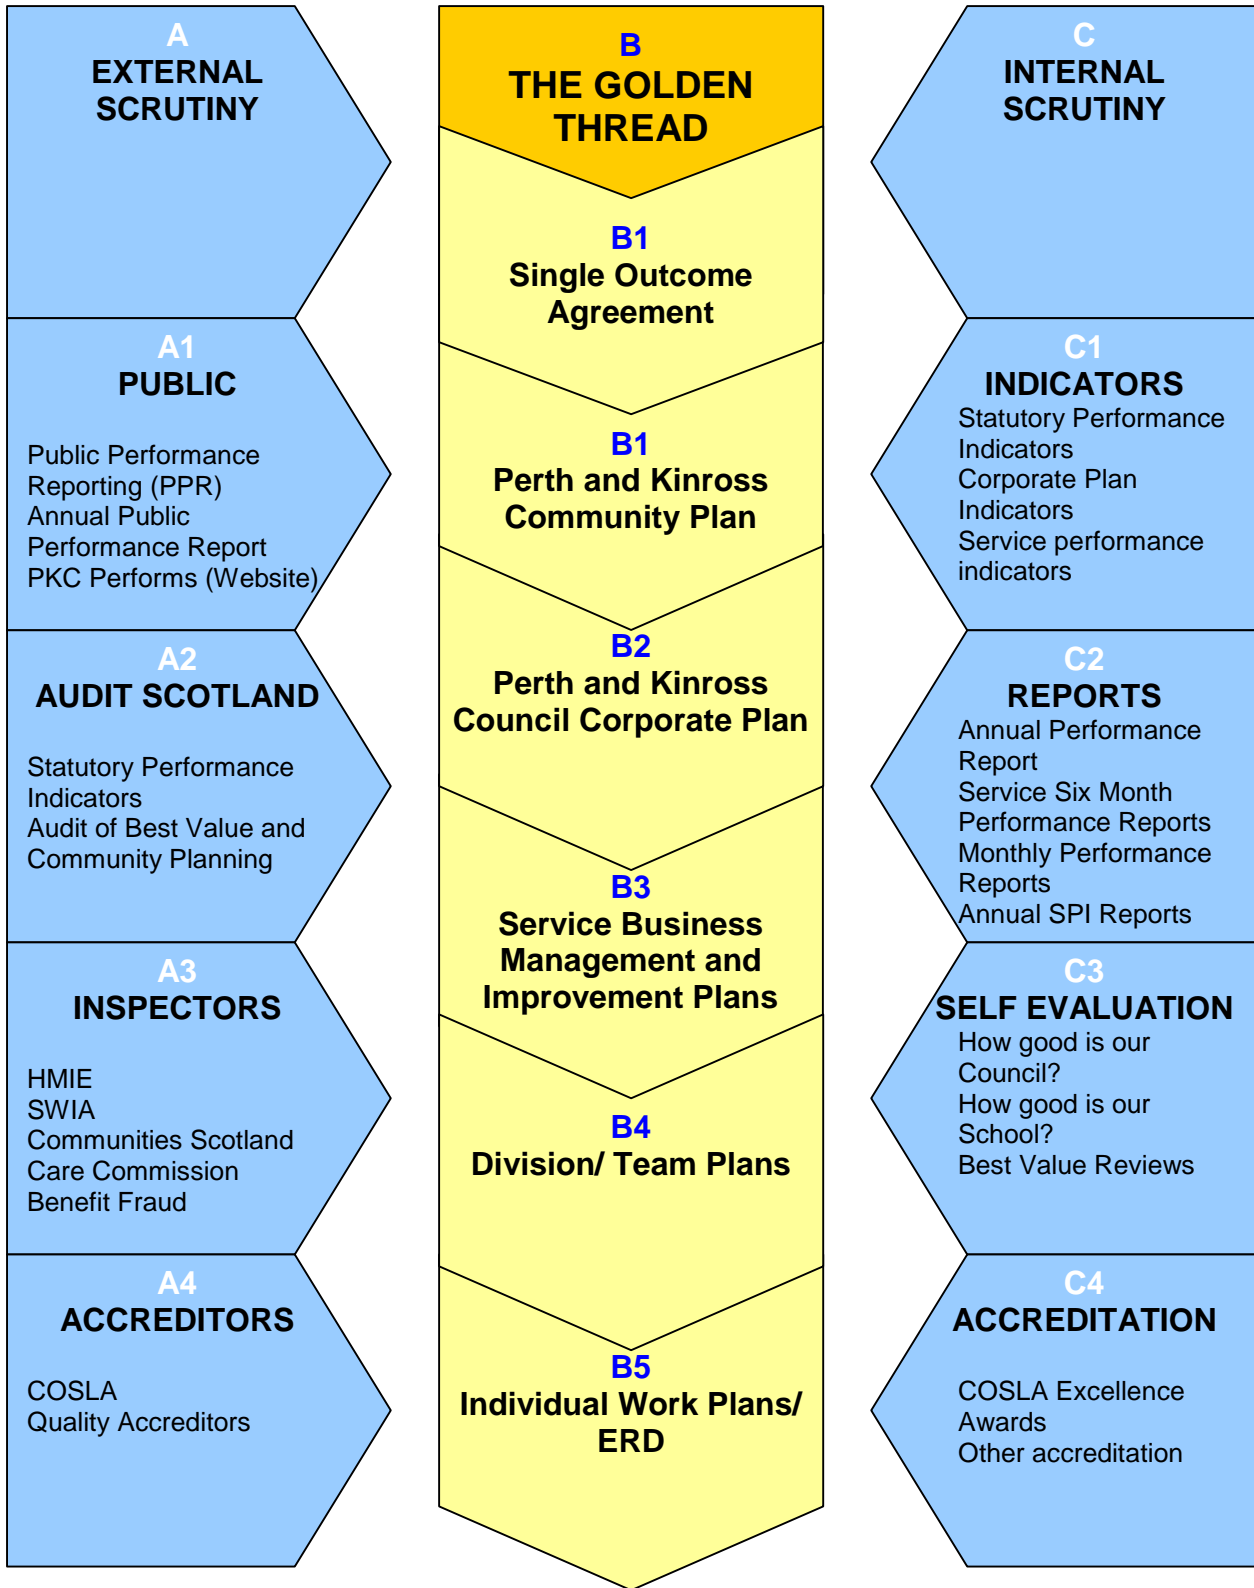 A
EXTERNAL
SCRUTINY
A1
PUBLIC
Public Performance
Reporting (PPR)
Annual Public
Performance Report
PKC Performs (Website)
A2
AUDIT SCOTLAND
Statutory Performance
Indicators
Audit of Best Value and
Community Planning
A3
INSPECTORS
HMIE
SWIA
Communities Scotland
Care Commission
Benefit Fraud
A4
ACCREDITORS
COSLA
Quality Accreditors
B
THE GOLDEN
THREAD
B1
Single Outcome
Agreement
B1
Perth and Kinross
Community Plan
B2
Perth and Kinross
Council Corporate Plan
B3
Service Business
Management and
Improvement Plans
B4
Division/ Team Plans
B5
Individual Work Plans/
ERD
C
INTERNAL
SCRUTINY
C1
INDICATORS
Statutory Performance
Indicators
Corporate Plan
Indicators
Service performance
indicators
C2
REPORTS
Annual Performance
Report
Service Six Month
Performance Reports
Monthly Performance
Reports
Annual SPI Reports
C3
SELF EVALUATION
How good is our
Council?
How good is our
School?
Best Value Reviews
C4
ACCREDITATION
COSLA Excellence
Awards
Other accreditation